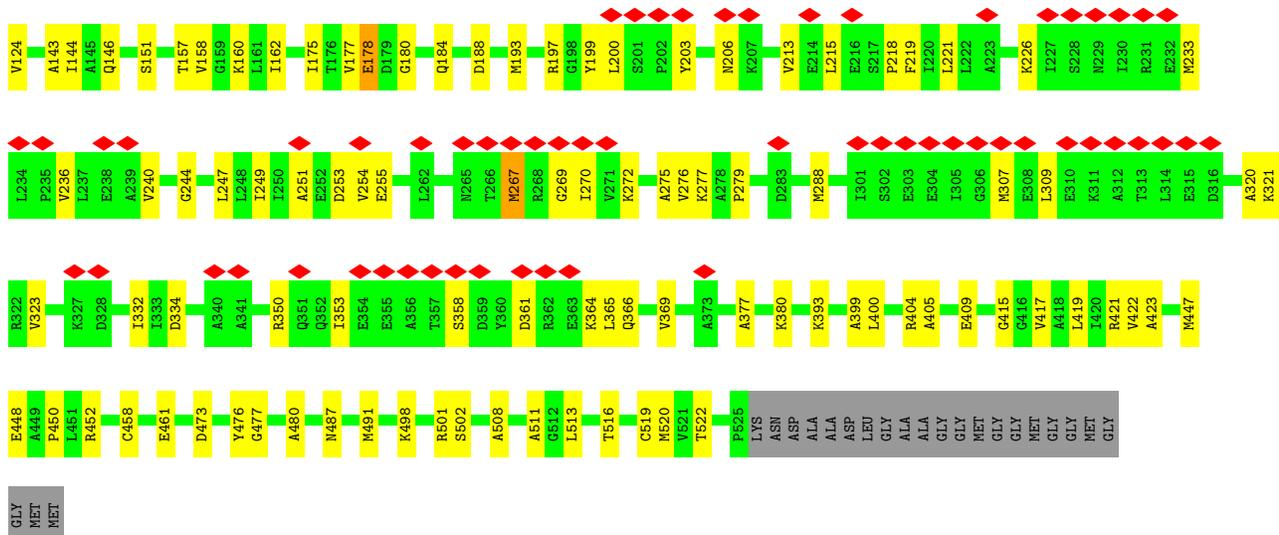 V124 A143 I144 A145 Q146 S151 T157 V158 G159 K160 L161 I162 I175 T176 V177 E178 D179 G180 Q184 D188 M193 R197 G198 Y199 L200 S201 P202 Y203 N206 K207 V213 E214 L215 E216 S217 P218 F219 I220 L221 L222 A223 K226 I227 S228 N229 I230 R231 E232 M233
L234 P235 V236 L237 E238 A239 V240 G244 L247 L248 I249 I250 A251 E252 D253 V254 E255 L262 N265 T266 M267 R268 G269 I270 V271 K272 A275 V276 K277 A278 P279 D283 M288 I301 S302 E303 E304 I305 G306 M307 E308 L309 E310 K311 A312 T313 L314 E315 D316 A320 K321
R322 V323 K327 D328 I332 I333 D334 A340 A341 R350 Q351 Q352 I353 E354 E355 A356 T357 S358 D359 Y360 D361 R362 E363 K364 L365 Q366 V369 A373 A377 K380 K393 A399 L400 R404 A405 E409 G415 G416 V417 A418 L419 I420 R421 V422 A423 M447
E448 A449 P450 L451 R452 C458 E461 D473 Y476 G477 A480 N487 M491 K498 R501 S502 A508 A511 G512 L513 T516 C519 M520 V521 T522 P525 LYS ASN ASP ALA ALA ASP LEU GLY ALA ALA GLY GLY MET GLY GLY MET GLY GLY MET GLY
GLY MET MET